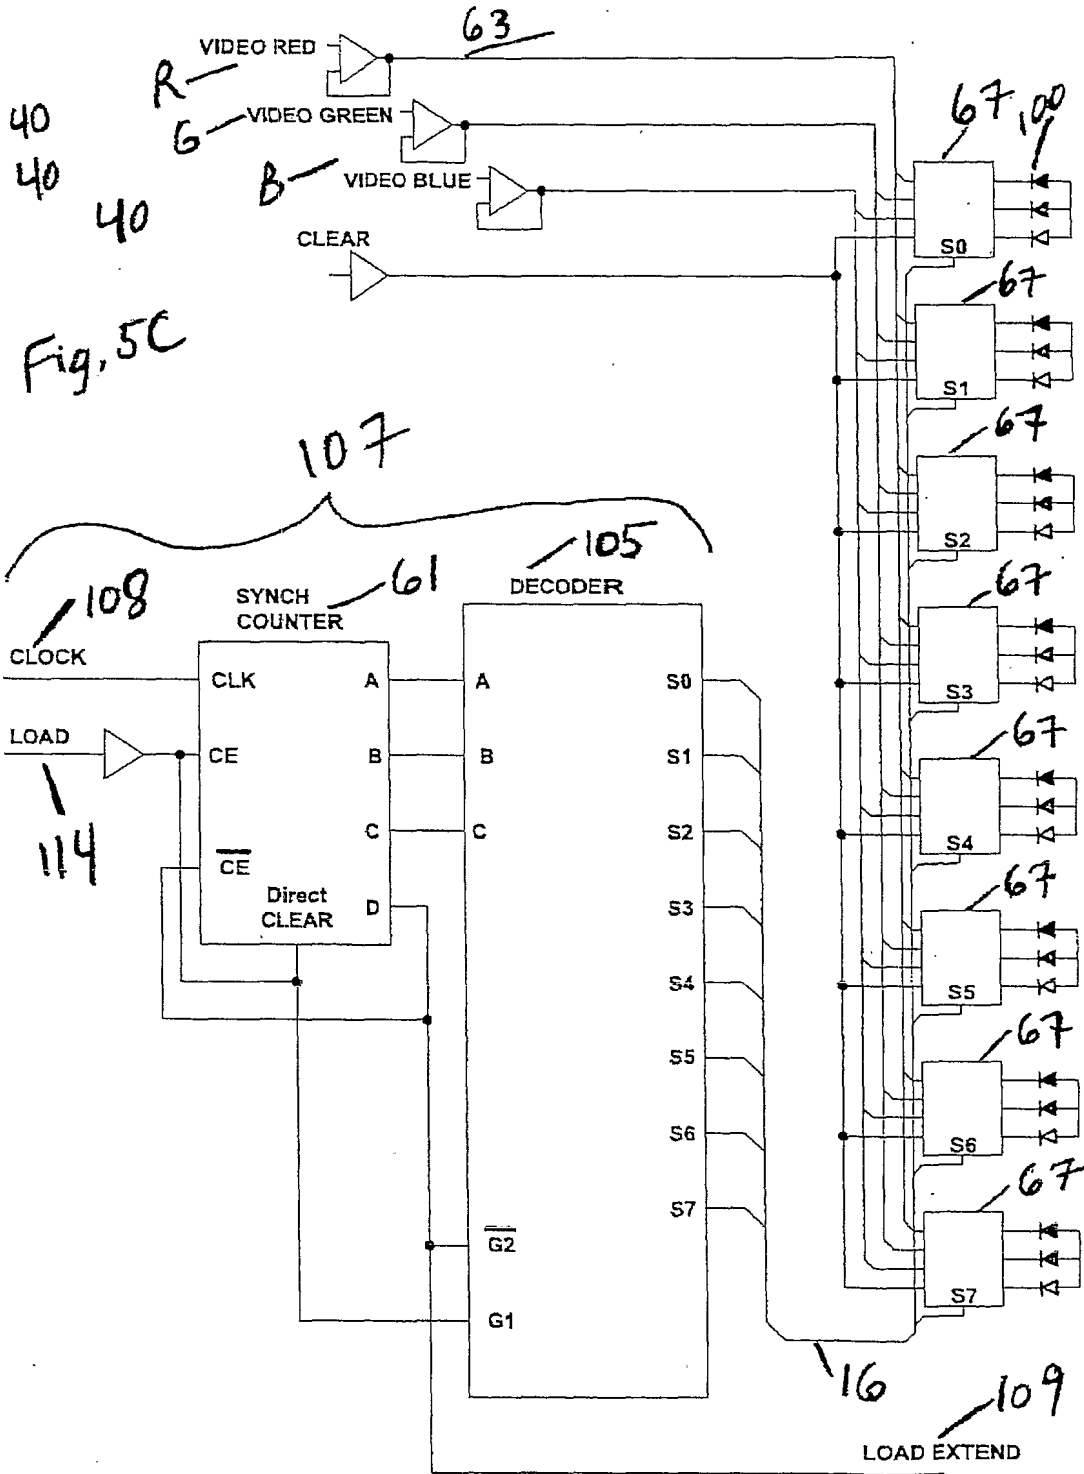 63
VIDEO RED
R
VIDEO GREEN
G
VIDEO BLUE
B
40
40
40
CLEAR
Fig. 5C
67
100
S0
67
S1
67
S2
67
S3
67
S4
67
S5
67
S6
67
S7
107
108
CLOCK
SYNCH
COUNTER
61
105
DECODER
CLK
A
A
S0
LOAD
114
CE
B
B
S1
C
C
S2
CE
Direct
CLEAR
D
S3
S4
S5
S6
S7
G2
G1
16
109
LOAD EXTEND